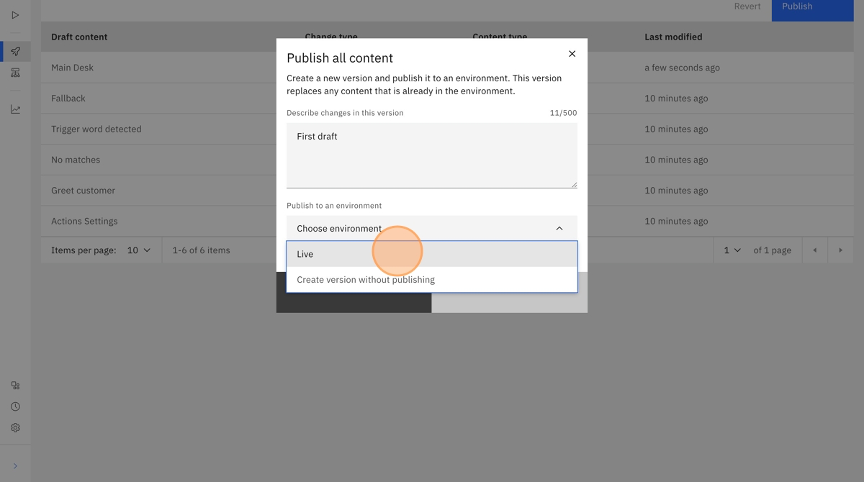 Revert Publish
Draft content Change type Content type Last modified
Main Desk a few seconds ago
Fallback 10 minutes ago
Trigger word detected 10 minutes ago
No matches 10 minutes ago
Greet customer 10 minutes ago
Actions Settings 10 minutes ago
Items per page: 10 1-6 of 6 items 1 of 1 page
Publish all content
Create a new version and publish it to an environment. This version
replaces any content that is already in the environment.
Describe changes in this version 11/500
First draft
Publish to an environment
Choose environment
Live
Create version without publishing